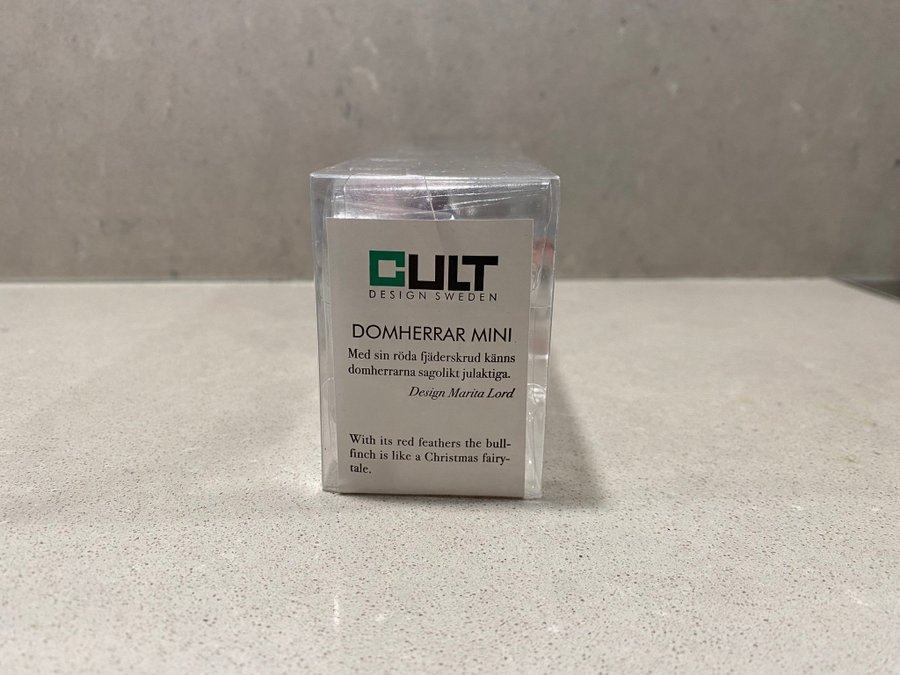 CULT
DESIGN SWEDEN
DOMHERRAR MINI
Med sin röda fjäderskrud känns
domherrarna sagolikt julaktiga.
Design Marita Lord
With its red feathers the bull-
finch is like a Christmas fairy-
tale.